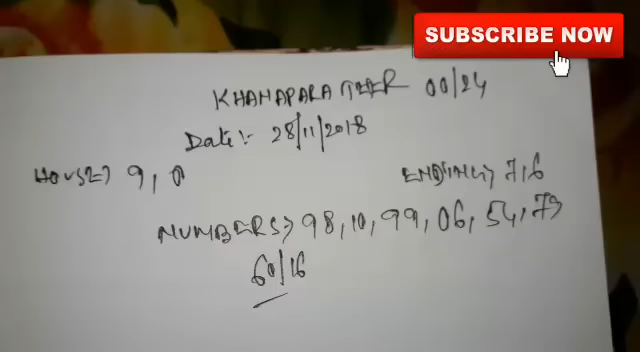 SUBSCRIBE NOW
KHANAPARA TEER 00/24
Date:- 28/11/2018
HOUSE→ 9, 0
ENDING→ 7,6
NUMBERS→ 98, 10, 99, 06, 54, 79
60/16